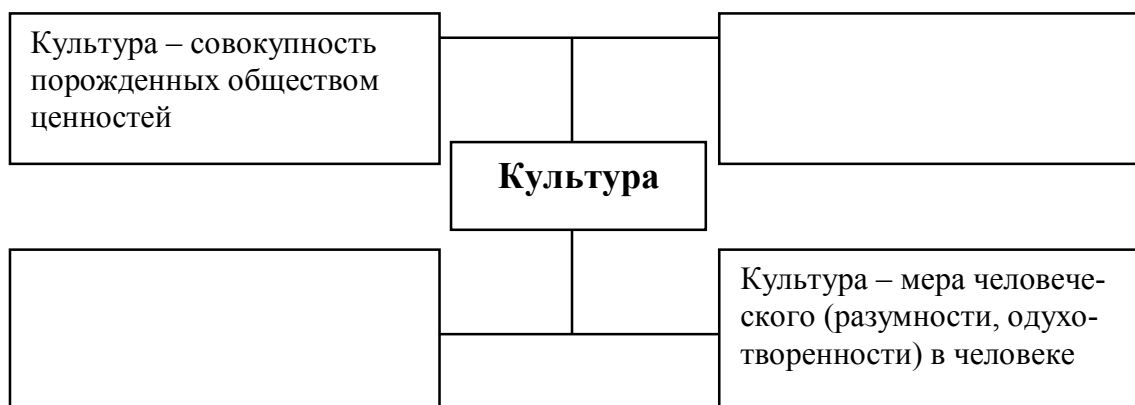 Культура – совокупность
порожденных обществом
ценностей
Культура
Культура – мера человече-
ского (разумности, одухо-
творенности) в человеке